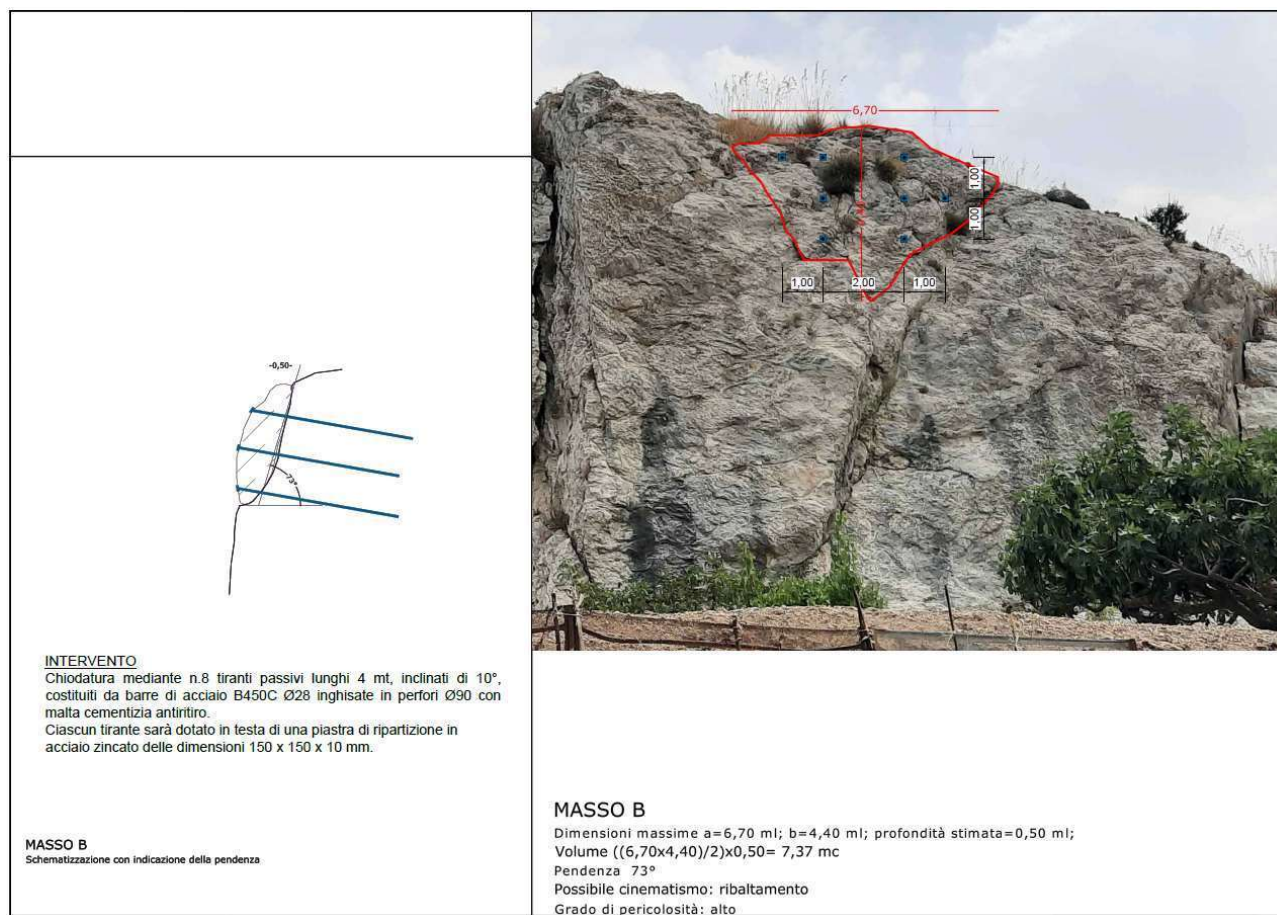 -0,50-
73°
INTERVENTO
Chiodatura mediante n.8 tiranti passivi lunghi 4 mt, inclinati di 10°,
costituiti da barre di acciaio B450C Ø28 inghisate in perfori Ø90 con
malta cementizia antiritiro.
Ciascun tirante sarà dotato in testa di una piastra di ripartizione in
acciaio zincato delle dimensioni 150 x 150 x 10 mm.
MASSO B
Schematizzazione con indicazione della pendenza
6,70
1,00
1,00
1,00
2,00
1,00
MASSO B
Dimensioni massime a=6,70 ml; b=4,40 ml; profondità stimata=0,50 ml;
Volume ((6,70x4,40)/2)x0,50= 7,37 mc
Pendenza 73°
Possibile cinematismo: ribaltamento
Grado di pericolosità: alto